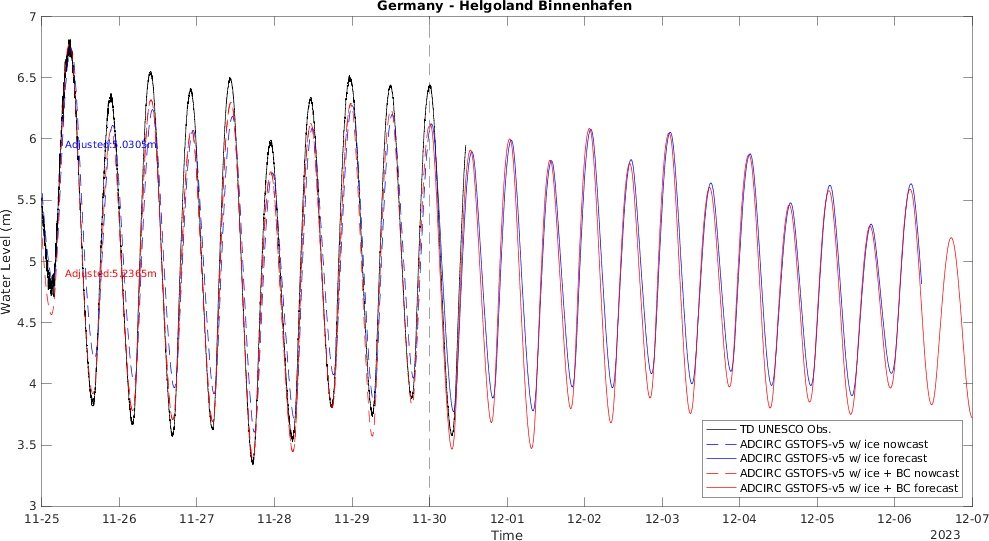 Germany - Helgoland Binnenhafen
7
6.5
6
5.5
5
4.5
4
3.5
3
Water Level (m)
Adjusted:5.0305m
Adjusted:5.2365m
TD UNESCO Obs.
ADCIRC GSTOFS-v5 w/ ice nowcast
ADCIRC GSTOFS-v5 w/ ice forecast
ADCIRC GSTOFS-v5 w/ ice + BC nowcast
ADCIRC GSTOFS-v5 w/ ice + BC forecast
11-25 11-26 11-27 11-28 11-29 11-30 12-01 12-02 12-03 12-04 12-05 12-06 12-07
Time
2023